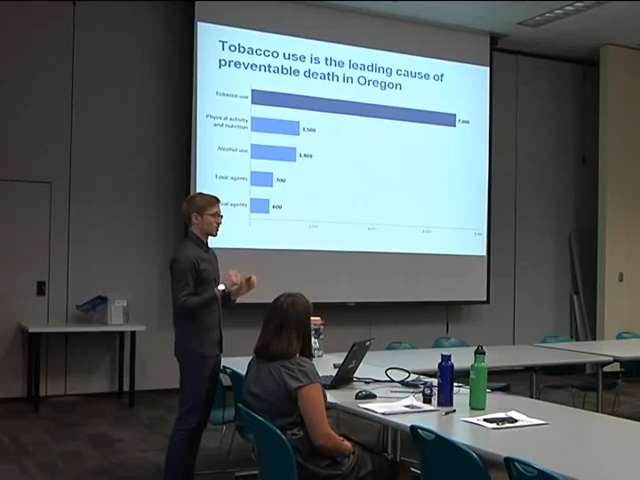 Tobacco use is the leading cause of
preventable death in Oregon
Tobacco use
7,000
Physical activity
and nutrition
1,500
Alcohol use
1,400
Toxic agents
700
agents
600